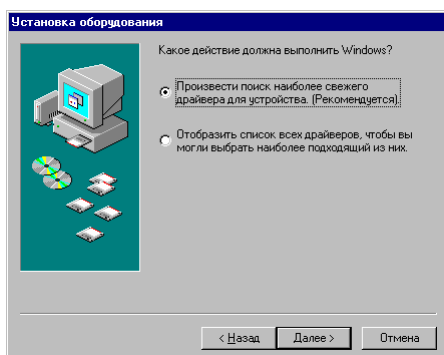 Установка оборудования
Какое действие должна выполнить Windows?
Произвести поиск наиболее свежего
драйвера для устройства. (Рекомендуется).
Отобразить список всех драйверов, чтобы вы
могли выбрать наиболее подходящий из них.
< Назад   Далее >   Отмена